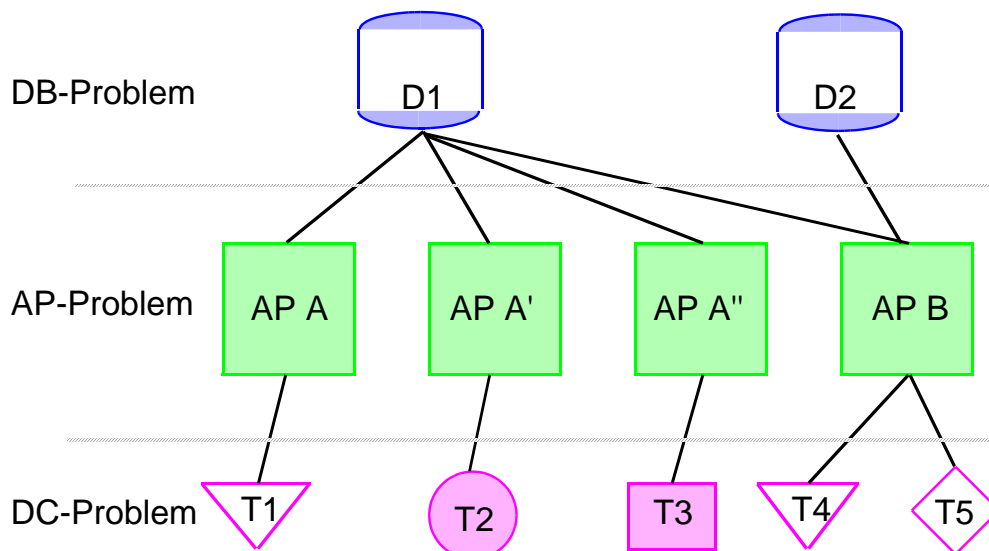 DB-Problem
D1
D2
AP-Problem
AP A
AP A'
AP A''
AP B
DC-Problem
T1
T2
T3
T4
T5